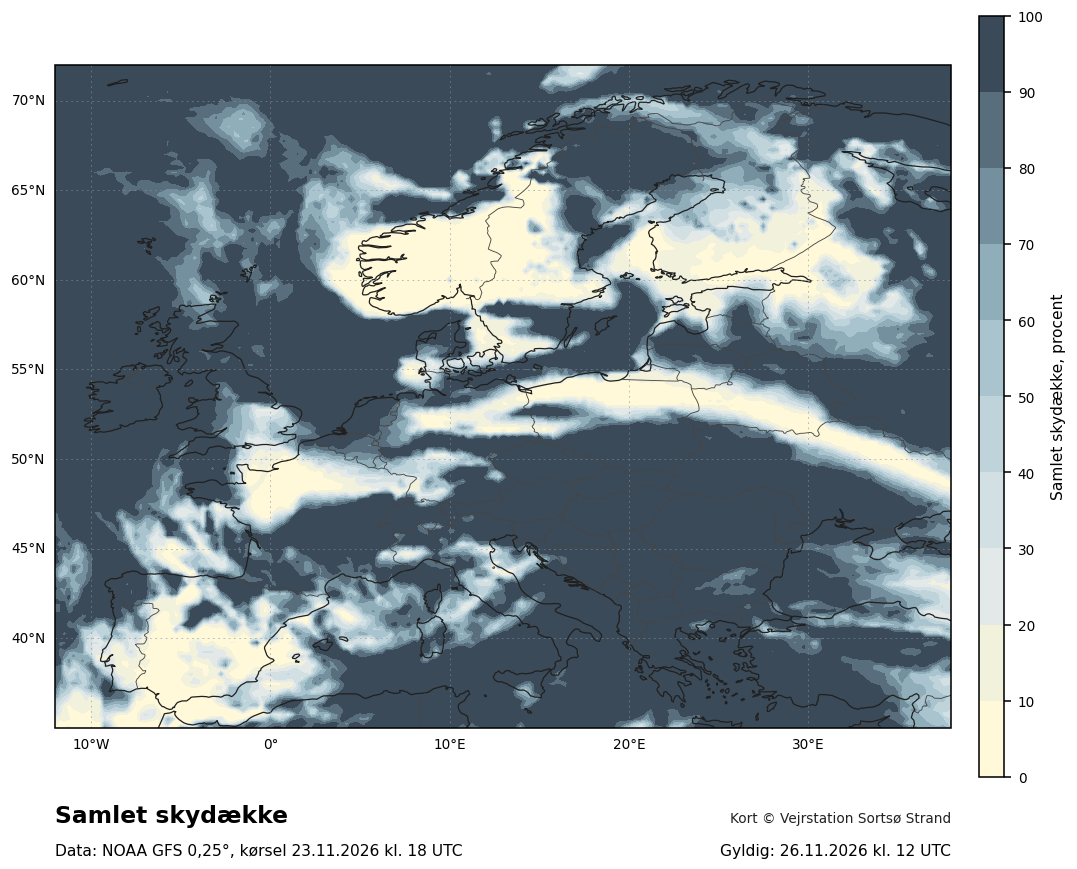 100
90
80
70
60
50
40
30
20
10
0
Samlet skydække, procent
70°N
65°N
60°N
55°N
50°N
45°N
40°N
10°W
0°
10°E
20°E
30°E
Samlet skydække
Kort © Vejrstation Sortsø Strand
Data: NOAA GFS 0,25°, kørsel 23.11.2026 kl. 18 UTC
Gyldig: 26.11.2026 kl. 12 UTC